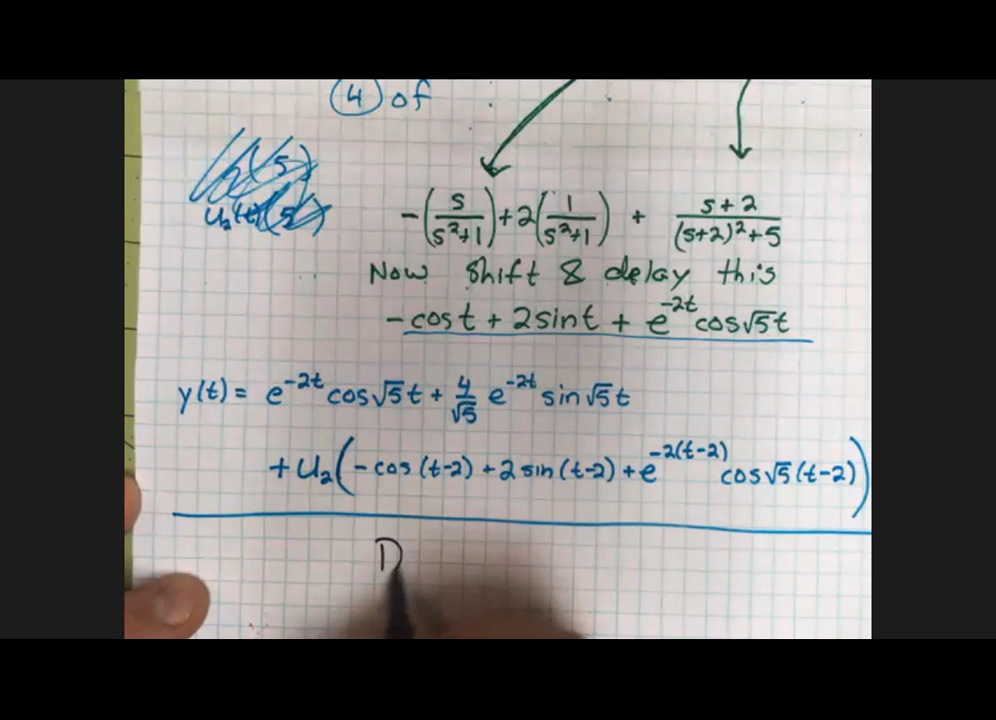 ④ of
-(s/(s²+1)) + 2(1/(s²+1)) + (s+2)/((s+2)²+5)
Now shift & delay this
-cos t + 2 sin t + e^{-2t} cos √5 t
y(t) = e^{-2t} cos √5 t + 4/√5 e^{-2t} sin √5 t
+ U₂(-cos(t-2) + 2 sin(t-2) + e^{-2(t-2)} cos √5 (t-2))
D